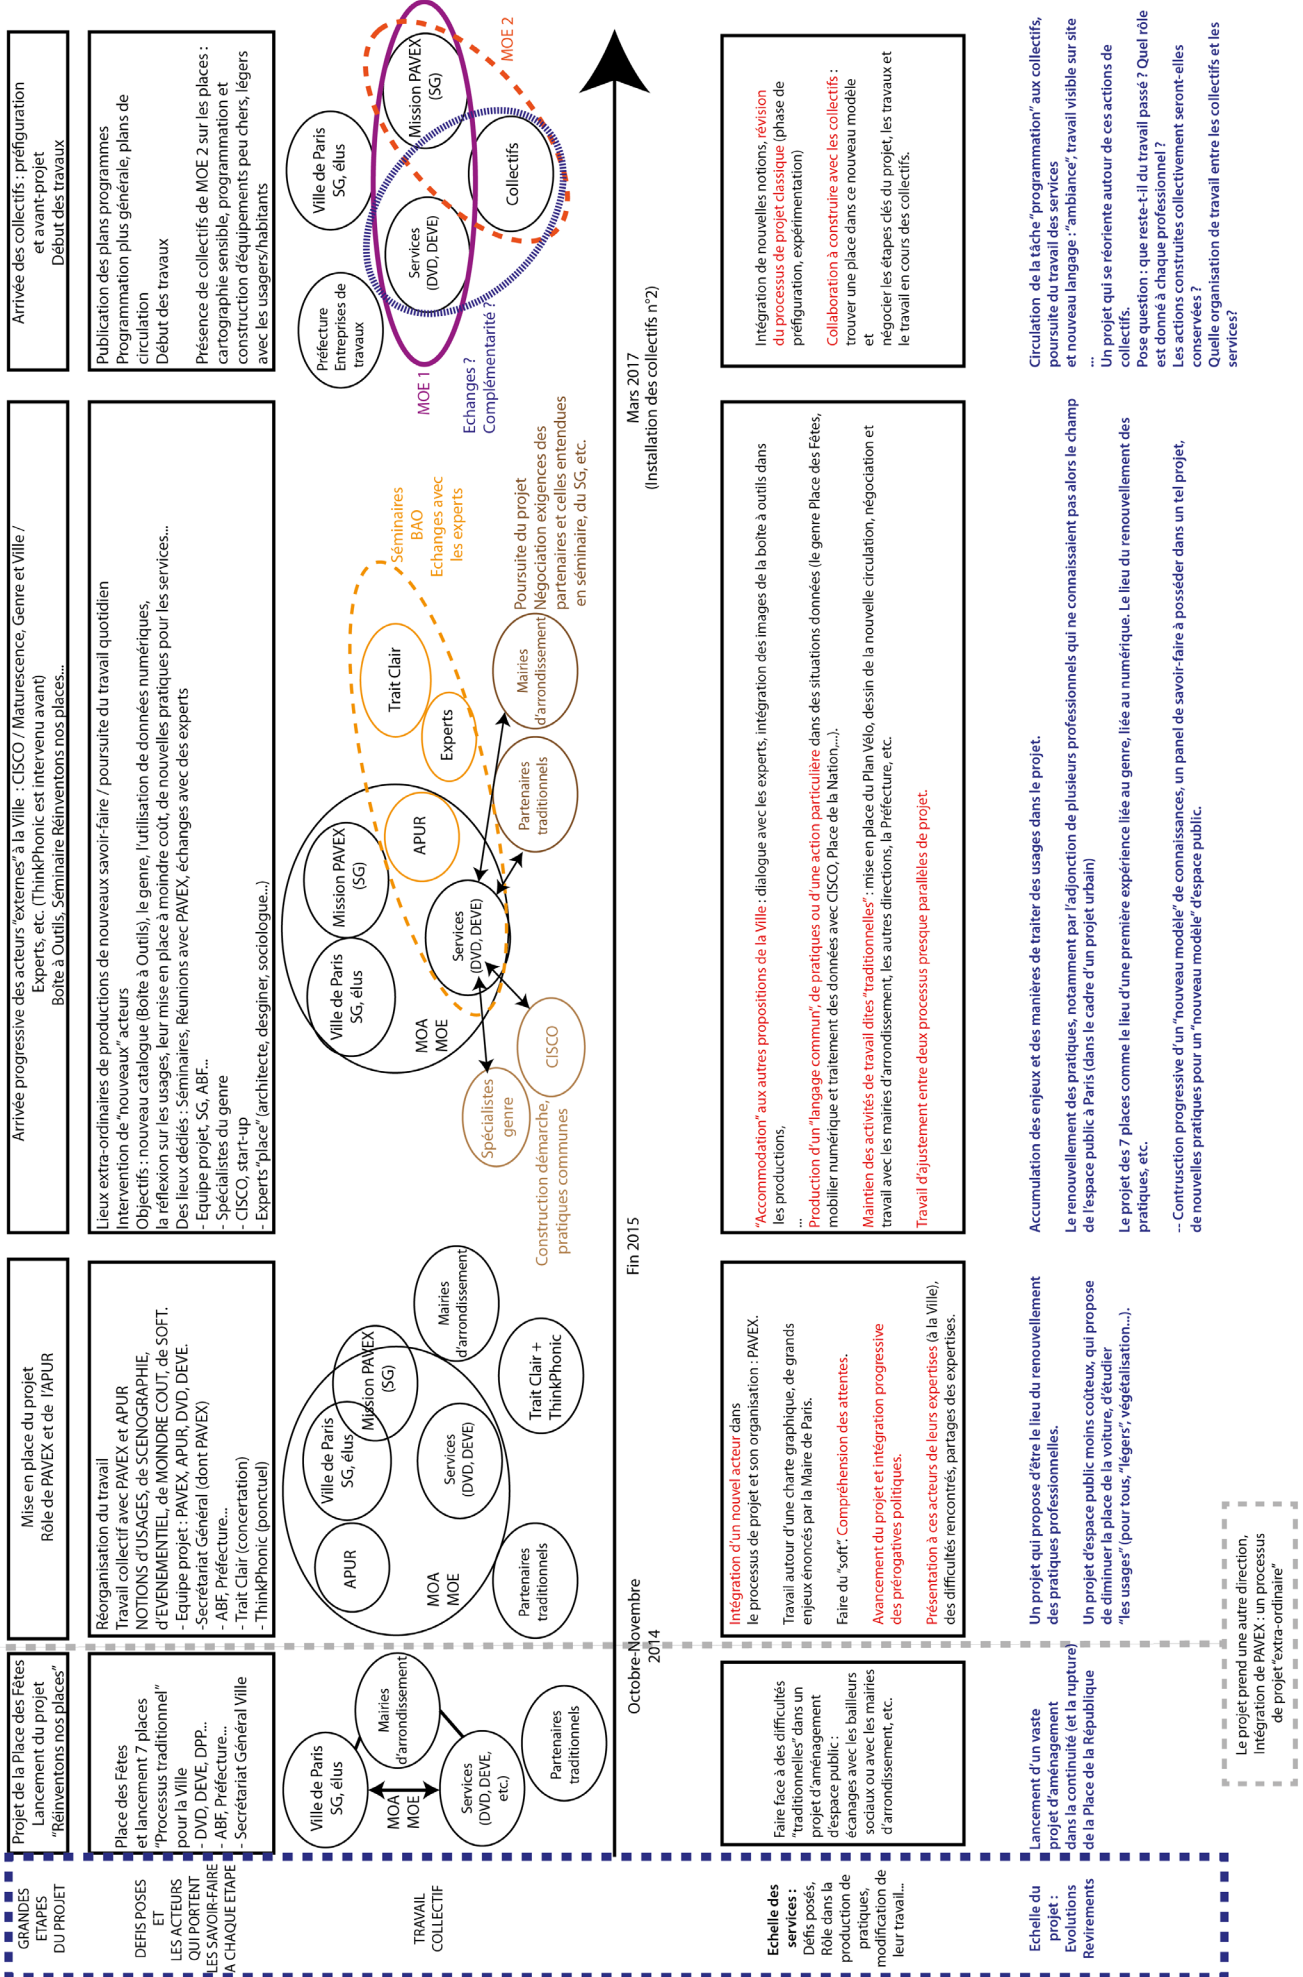 GRANDES
ETAPES
DU PROJET
Projet de la Place des Fêtes
Lancement du projet
"Réinventons nos places"
Mise en place du projet
Rôle de PAVEX et de l'APUR
Arrivée progressive des acteurs "externes" à la Ville : CISCO / Maturescence, Genre et Ville /
Experts, etc. (ThinkPhonic est intervenu avant)
Boîte à Outils, Séminaire Réinventons nos places...
Arrivée des collectifs : préfiguration
et avant-projet
Début des travaux
DEFIS POSES
ET
LES ACTEURS
QUI PORTENT
LES SAVOIR-FAIRE
A CHAQUE ETAPE
Place des Fêtes
et lancement 7 places
"Processus traditionnel"
pour la Ville
- DVD, DEVE, DPP...
- ABF, Préfecture...
- Secrétariat Général Ville
Réorganisation du travail
Travail collectif avec PAVEX et APUR
NOTIONS d'USAGES, de SCENOGRAPHIE,
d'EVENEMENTIEL, de MOINDRE COUT, de SOFT.
- Equipe projet : PAVEX, APUR, DVD, DEVE.
-Secrétariat Général (dont PAVEX)
- ABF, Préfecture...
- Trait Clair (concertation)
- ThinkPhonic (ponctuel)
Lieux extra-ordinaires de productions de nouveaux savoir-faire / poursuite du travail quotidien
Intervention de "nouveaux" acteurs
Objectifs : nouveau catalogue (Boîte à Outils), le genre, l'utilisation de données numériques,
la réflexion sur les usages, leur mise en place à moindre coût, de nouvelles pratiques pour les services...
Des lieux dédiés : Séminaires, Réunions avec PAVEX, échanges avec des experts
- Equipe projet, SG, ABF...
- Spécialistes du genre
- CISCO, start-up
- Experts "place" (architecte, desginer, sociologue...)
Publication des plans programmes
Programmation plus générale, plans de
circulation
Début des travaux
Présence de collectifs de MOE 2 sur les places :
cartographie sensible, programmation et
construction d'équipements peu chers, légers
avec les usagers/habitants
TRAVAIL
COLLECTIF
Ville de Paris
SG, élus
Mairies
d'arrondissement
MOA
MOE
Services
(DVD, DEVE,
etc.)
Partenaires
traditionnels
APUR
Ville de Paris
SG, élus
Mission PAVEX
(SG)
Mairies
d'arrondissement
MOA
MOE
Services
(DVD, DEVE)
Partenaires
traditionnels
Trait Clair +
ThinkPhonic
Ville de Paris
SG, élus
Mission PAVEX
(SG)
APUR
Trait Clair
Experts
MOA
MOE
Services
(DVD, DEVE)
Spécialistes
genre
CISCO
Construction démarche,
pratiques communes
Partenaires
traditionnels
Mairies
d'arrondissement
Séminaires
BAO
Echanges avec
les experts
Poursuite du projet
Négociation exigences des
partenaires et celles entendues
en séminaire, du SG, etc.
Préfecture
Entreprises de
travaux
Ville de Paris
SG, élus
Services
(DVD, DEVE)
Mission PAVEX
(SG)
Collectifs
MOE 1
MOE 2
Echanges ?
Complémentarité ?
Octobre-Novembre
2014
Fin 2015
Mars 2017
(Installation des collectifs n°2)
Echelle des
services :
Défis posés,
Rôle dans la
production de
pratiques,
modification de
leur travail...
Faire face à des difficultés
"traditionnelles" dans un
projet d'aménagement
d'espace public :
écanages avec les bailleurs
sociaux ou avec les mairies
d'arrondissement, etc.
Intégration d'un nouvel acteur dans
le processus de projet et son organisation : PAVEX.
Travail autour d'une charte graphique, de grands
enjeux énoncés par la Maire de Paris.
Faire du "soft". Compréhension des attentes.
Avancement du projet et intégration progressive
des prérogatives politiques.
Présentation à ces acteurs de leurs expertises (à la Ville),
des difficultés rencontrés, partages des expertises.
"Accommodation" aux autres propositions de la Ville : dialogue avec les experts, intégration des images de la boîte à outils dans
les productions,
...
Production d'un "langage commun", de pratiques ou d'une action particulière dans des situations données (le genre Place des Fêtes,
mobilier numérique et traitement des données avec CISCO, Place de la Nation,...).
Maintien des activités de travail dites "traditionnelles" : mise en place du Plan Vélo, dessin de la nouvelle circulation, négociation et
travail avec les mairies d'arrondissement, les autres directions, la Préfecture, etc.
Travail d'ajustement entre deux processus presque parallèles de projet.
Intégration de nouvelles notions, révision
du processus de projet classique (phase de
préfiguration, expérimentation)
Collaboration à construire avec les collectifs :
trouver une place dans ce nouveau modèle
et
négocier les étapes clés du projet, les travaux et
le travail en cours des collectifs.
Echelle du
projet :
Evolutions
Revirements
Lancement d'un vaste
projet d'aménagement
dans la continuité (et la rupture)
de la Place de la République
Un projet qui propose d'être le lieu du renouvellement
des pratiques professionnelles.
Un projet d'espace public moins coûteux, qui propose
de diminuer la place de la voiture, d'étudier
"les usages" (pour tous, "légers", végétalisation...).
Accumulation des enjeux et des manières de traiter des usages dans le projet.
Le renouvellement des pratiques, notamment par l'adjonction de plusieurs professionnels qui ne connaissaient pas alors le champ
de l'espace public à Paris (dans le cadre d'un projet urbain)
Le projet des 7 places comme le lieu d'une première expérience liée au genre, liée au numérique. Le lieu du renouvellement des
pratiques, etc.
-- Contrusction progressive d'un "nouveau modèle" de connaissances, un panel de savoir-faire à posséder dans un tel projet,
de nouvelles pratiques pour un "nouveau modèle" d'espace public.
Circulation de la tâche "programmation" aux collectifs,
poursuite du travail des services
et nouveau langage : "ambiance", travail visible sur site
...
Un projet qui se réoriente autour de ces actions de
collectifs.
Pose question : que reste-t-il du travail passé ? Quel rôle
est donné à chaque professionnel ?
Les actions construites collectivement seront-elles
conservées ?
Quelle organisation de travail entre les collectifs et les
services?
Le projet prend une autre direction,
Intégration de PAVEX : un processus
de projet "extra-ordinaire"